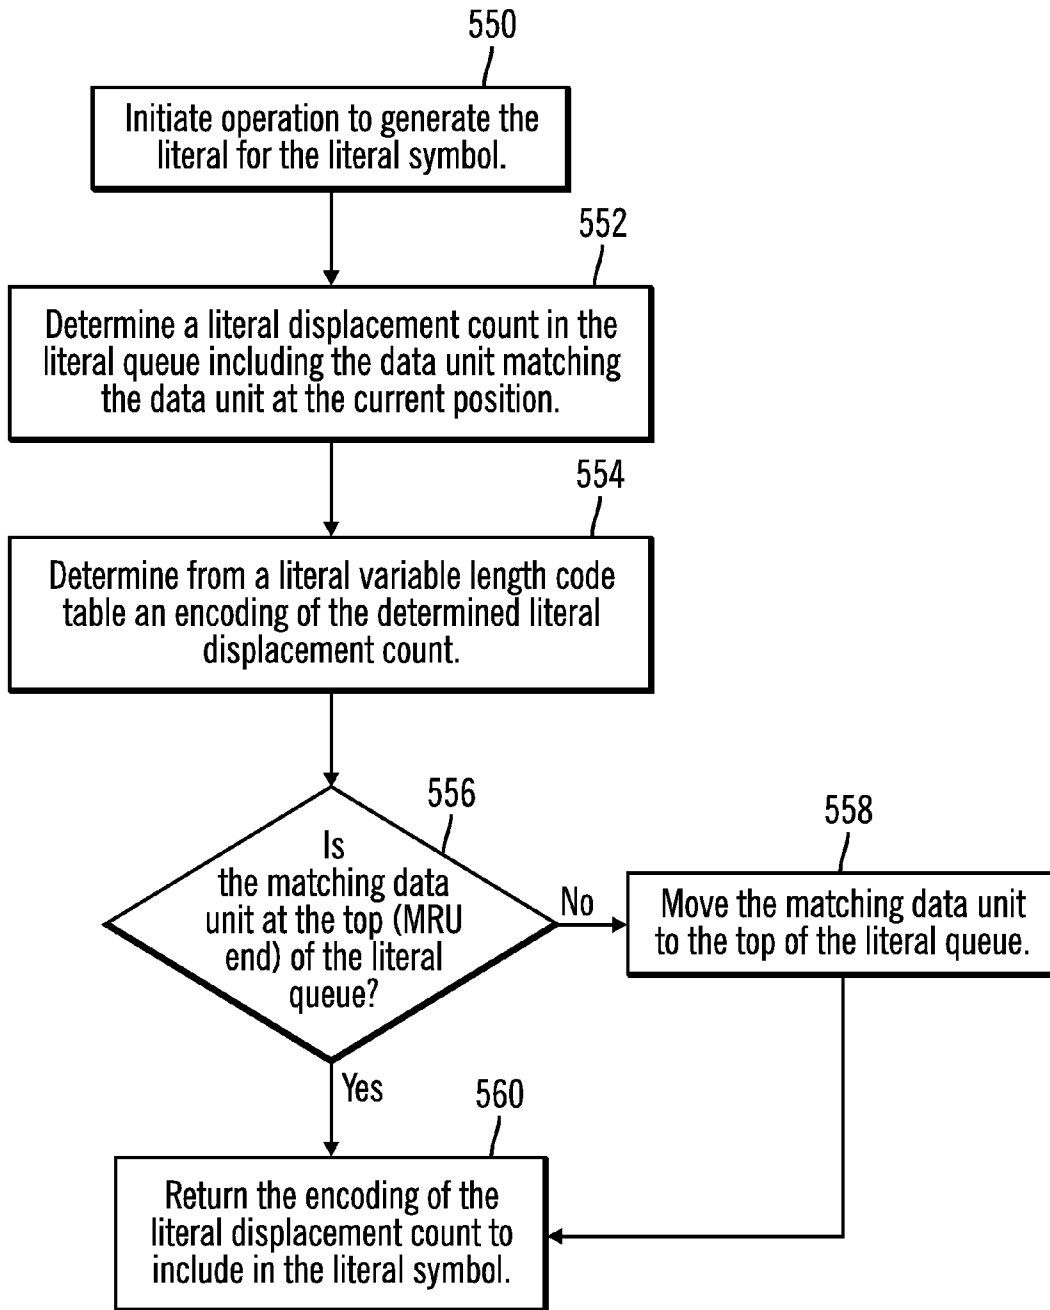 550
Initiate operation to generate the
literal for the literal symbol.
552
Determine a literal displacement count in the
literal queue including the data unit matching
the data unit at the current position.
554
Determine from a literal variable length code
table an encoding of the determined literal
displacement count.
556
Is
the matching data
unit at the top (MRU
end) of the literal
queue?
No
558
Move the matching data unit
to the top of the literal queue.
Yes
560
Return the encoding of the
literal displacement count to
include in the literal symbol.